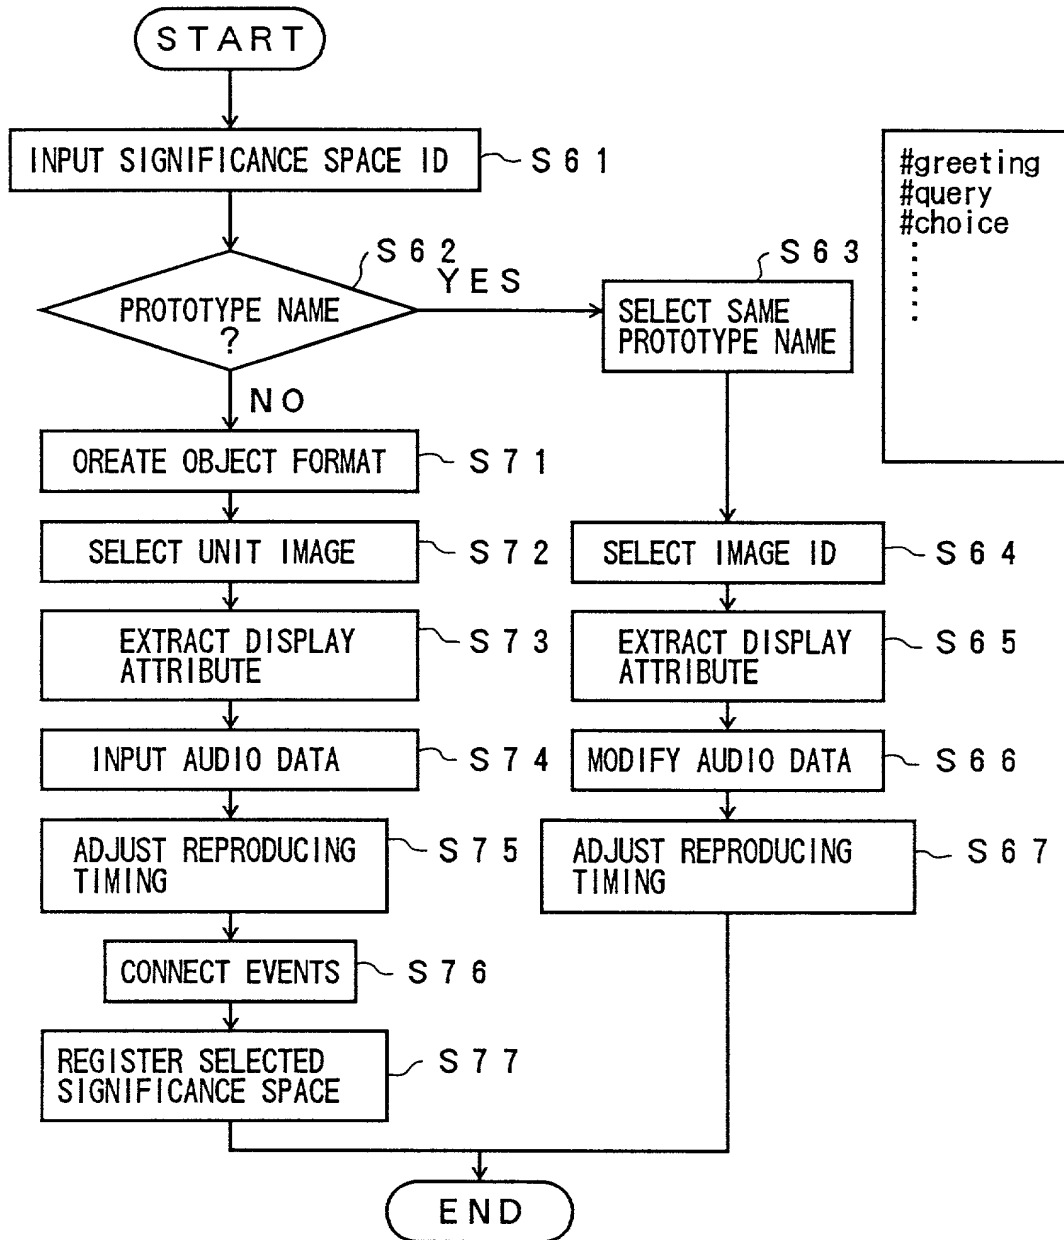 START
INPUT SIGNIFICANCE SPACE ID
S61
#greeting
#query
#choice
S62
YES
S63
PROTOTYPE NAME
?
SELECT SAME
PROTOTYPE NAME
NO
OREATE OBJECT FORMAT
S71
SELECT UNIT IMAGE
S72
SELECT IMAGE ID
S64
EXTRACT DISPLAY
ATTRIBUTE
S73
EXTRACT DISPLAY
ATTRIBUTE
S65
INPUT AUDIO DATA
S74
MODIFY AUDIO DATA
S66
ADJUST REPRODUCING
TIMING
S75
ADJUST REPRODUCING
TIMING
S67
CONNECT EVENTS
S76
REGISTER SELECTED
SIGNIFICANCE SPACE
S77
END